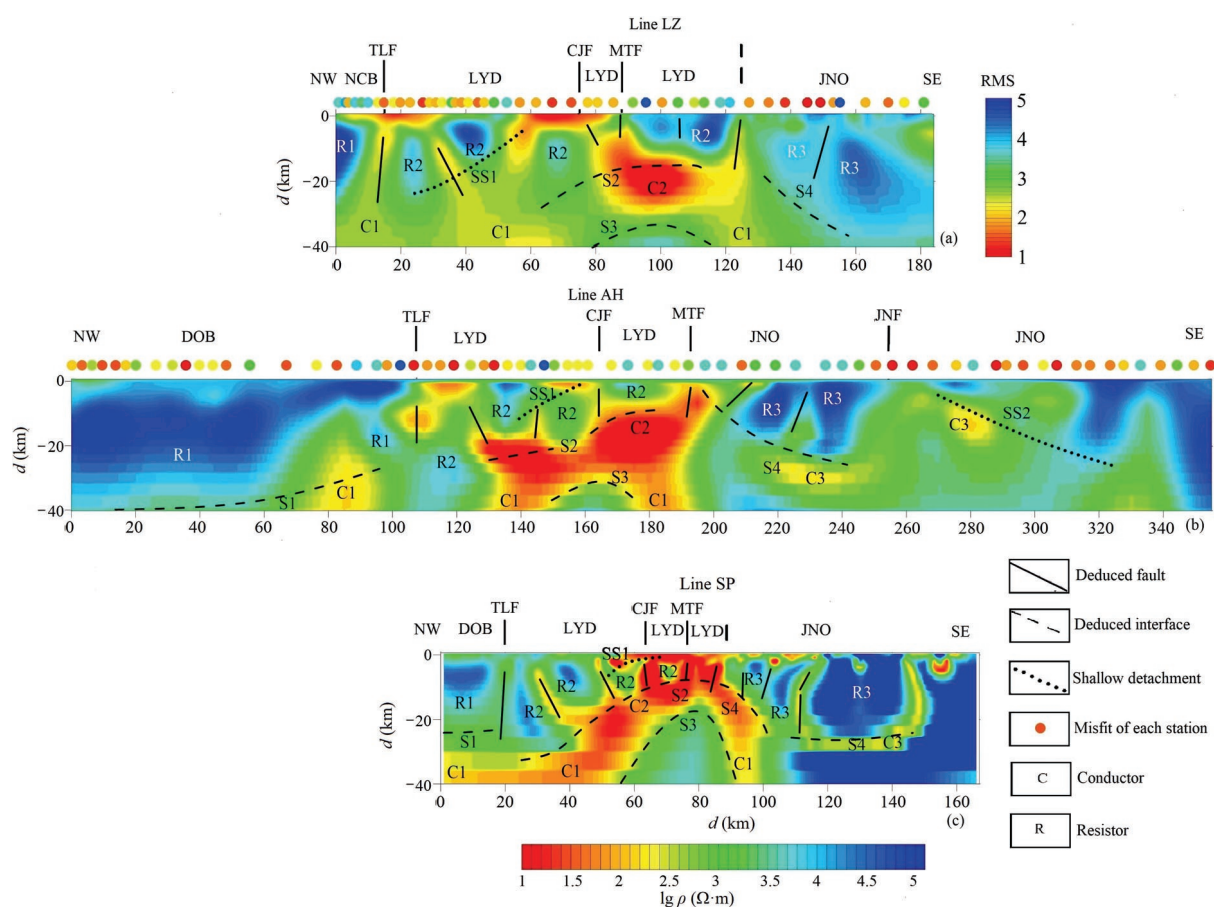 Line LZ
TLF CJF MTF
NW NCB LYD LYD LYD JNO SE RMS
0
−20
−40
d (km)
R1 R2 R2 SS1 R2 S2 C2 R2 R3 R3 S4
C1 C1 S3 C1 (a)
0 20 40 60 80 100 120 140 160 180
5
4
3
2
1
Line AH
TLF CJF MTF JNF
NW DOB LYD LYD JNO JNO SE
0
−20
−40
d (km)
R1 R1 R2 R2 SS1 R2 R2 S2 C2 R3 R3 C3 SS2
S1 C1 C1 S3 C1 S4 C3 (b)
0 20 40 60 80 100 120 140 160 180 200 220 240 260 280 300 320 340
Line SP
TLF CJF MTF
NW DOB LYD LYD LYD JNO SE
0
−20
−40
d (km)
R1 R2 R2 SS1 R2 R2 S2 C2 S3 S4 R3 R3 R3
S1 C1 C1 C1 S4 C3
0 20 40 60 80 100 120 140 160
d (km) (c)
1 1.5 2 2.5 3 3.5 4 4.5 5
lg ρ (Ω·m)
Deduced fault
Deduced interface
Shallow detachment
Misfit of each station
C Conductor
R Resistor